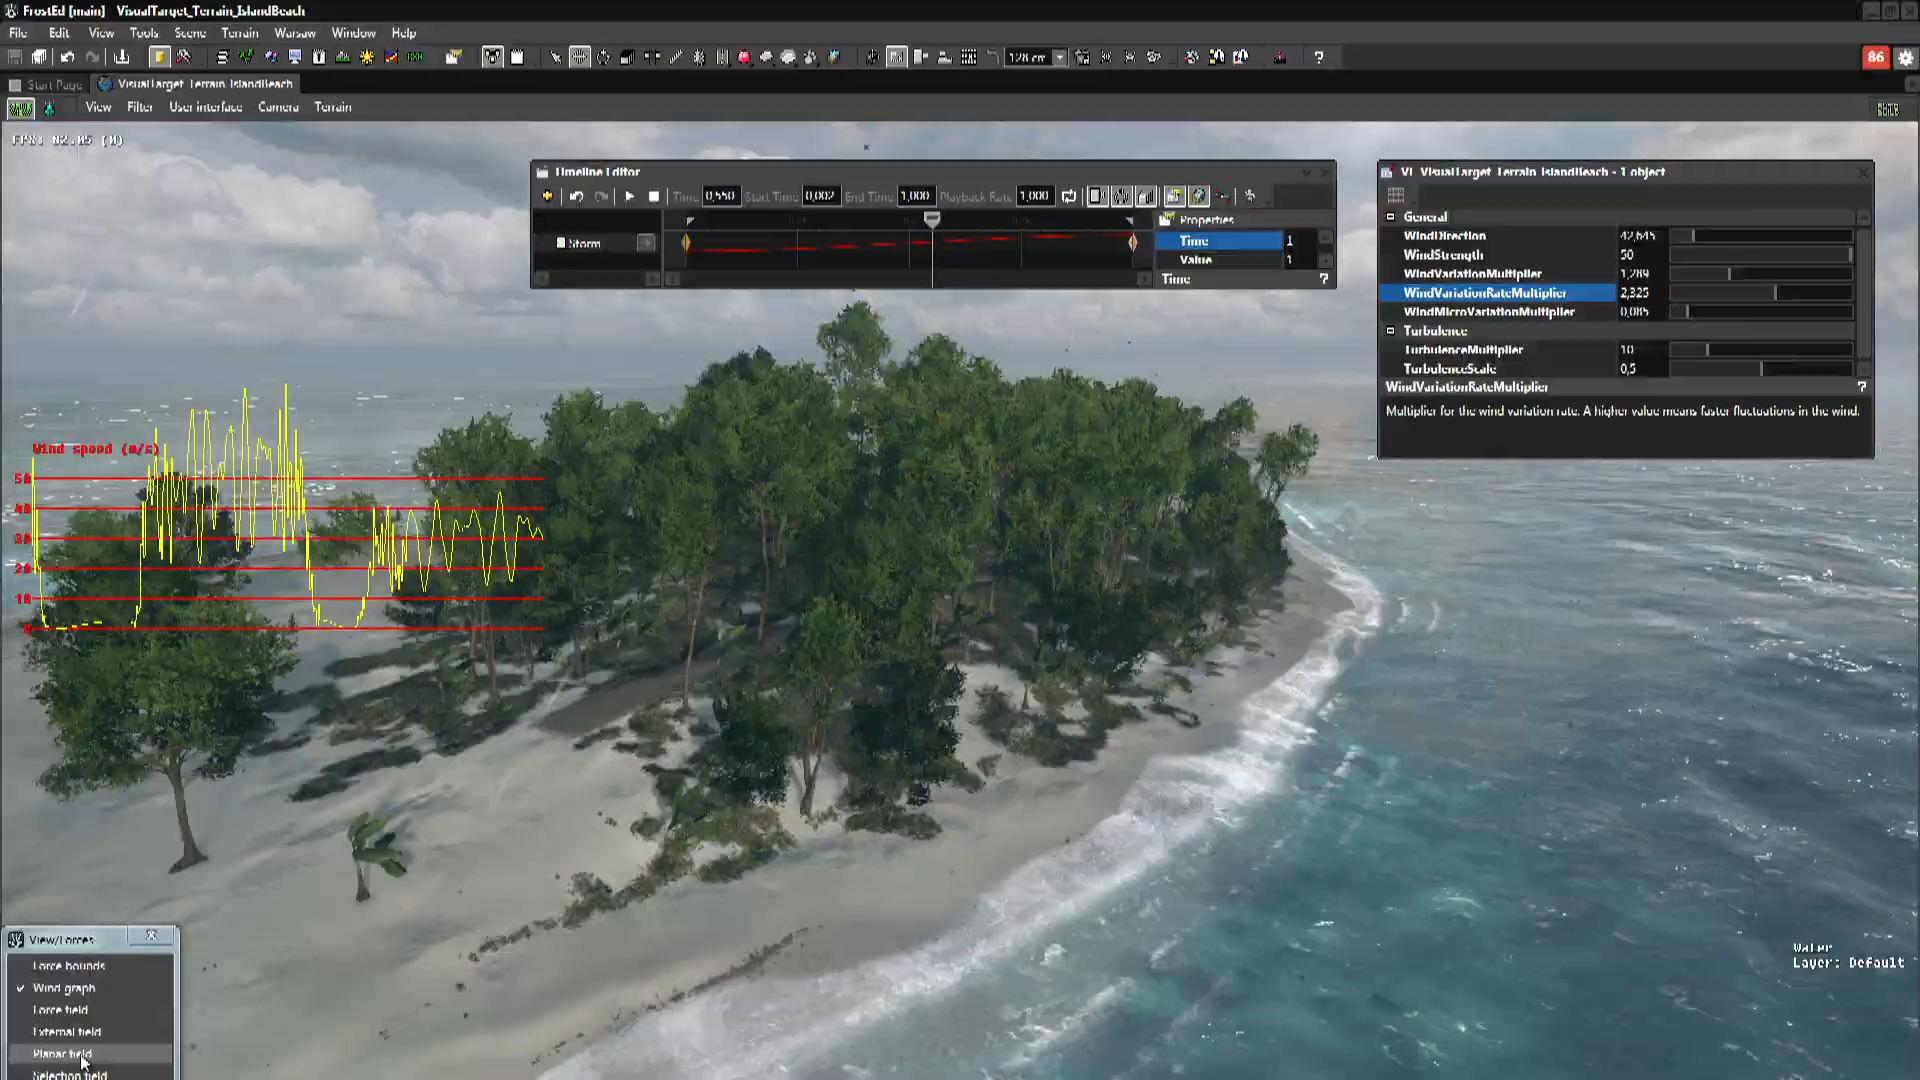 FrostEd [main]   VisualTarget_Terrain_IslandBeach
File   Edit   View   Tools   Scene   Terrain   Warsaw   Window   Help
128 cm
86
Start Page   VisualTarget_Terrain_IslandBeach
View   Filter   User interface   Camera   Terrain
Timeline Editor
Time 0,550 Start Time 0,002 End Time 1,000 Playback Rate 1,000
Storm
Properties
Time 1
Value 1
Time ?
VE VisualTarget_Terrain_IslandBeach - 1 object
General
WindDirection 42,645
WindStrength 50
WindVariationMultiplier 1,289
WindVariationRateMultiplier 2,325
WindMicroVariationMultiplier 0,085
Turbulence
TurbulenceMultiplier 10
TurbulenceScale 0,5
WindVariationRateMultiplier ?
Multiplier for the wind variation rate. A higher value means faster fluctuations in the wind.
Wind speed (m/s)
50
40
30
20
10
0
View/Forces
Force bounds
Wind graph
Force field
External field
Planar field
Selection field
Water
Layer: Default